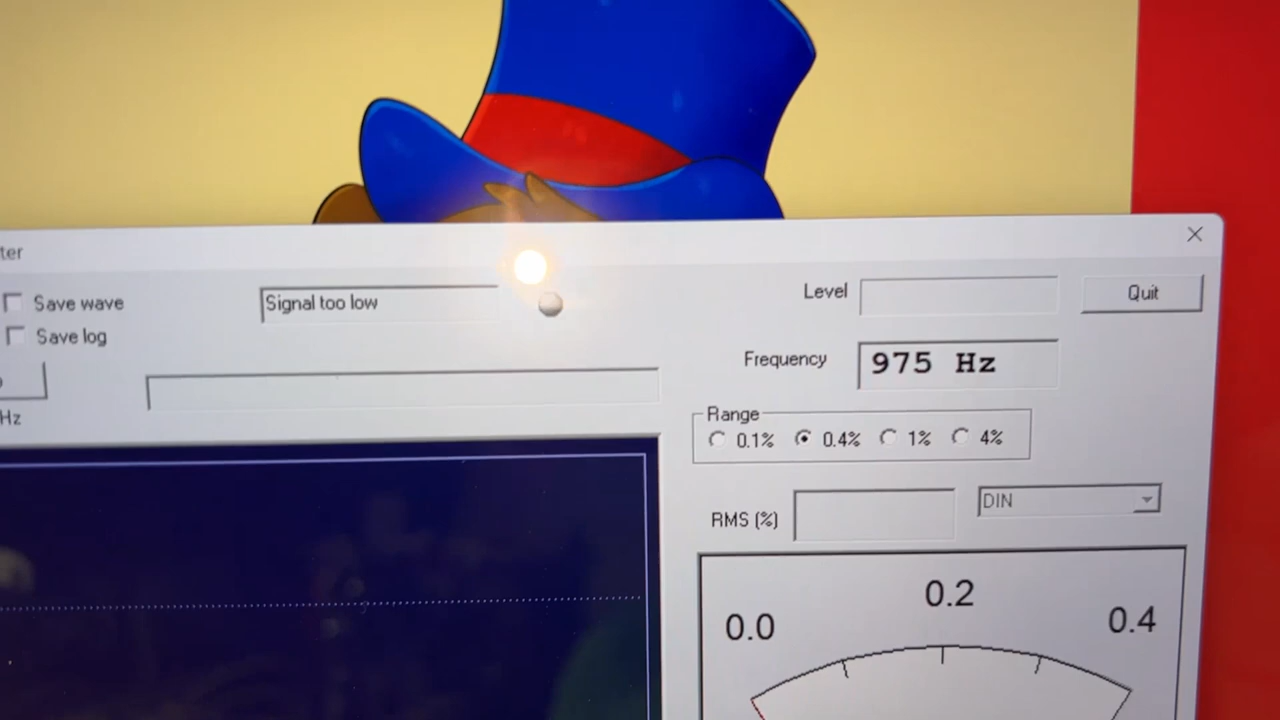 ter
Save wave
Signal too low
Level
Quit
Save log
Frequency
975 Hz
Hz
Range
0.1%
0.4%
1%
4%
RMS (%)
DIN
0.0
0.2
0.4